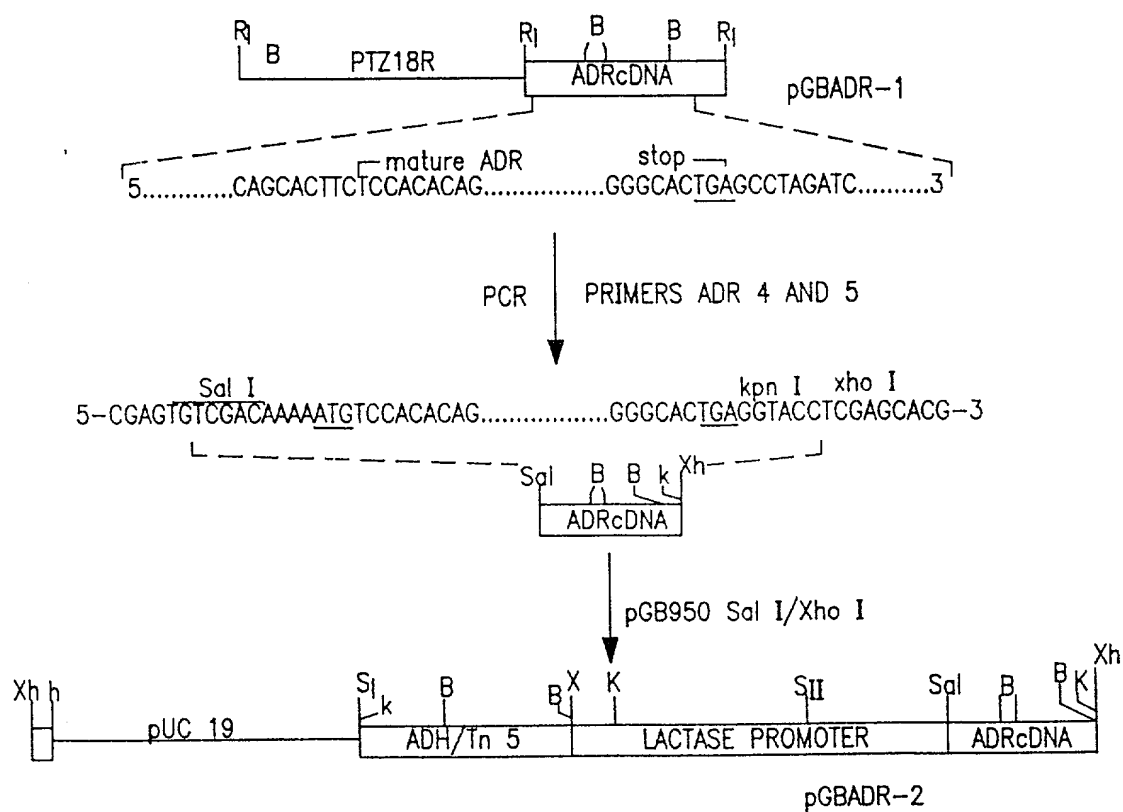 RI B PTZ18R RI B B RI
ADRcDNA
pGBADR-1
mature ADR stop
5............CAGCACTTCTCCACACAG................GGGCACTGAGCCTAGATC..........3
PCR PRIMERS ADR 4 AND 5
Sal I kpn I xho I
5-CGAGTGTCGACAAAAATGTCCACACAG..................GGGCACTGAGGTACCTCGAGCACG-3
Sal B B k Xh
ADRcDNA
pGB950 Sal I/Xho I
Xh h SI k B B X K SII Sal B B K Xh
pUC 19 ADH/Tn 5 LACTASE PROMOTER ADRcDNA
pGBADR-2